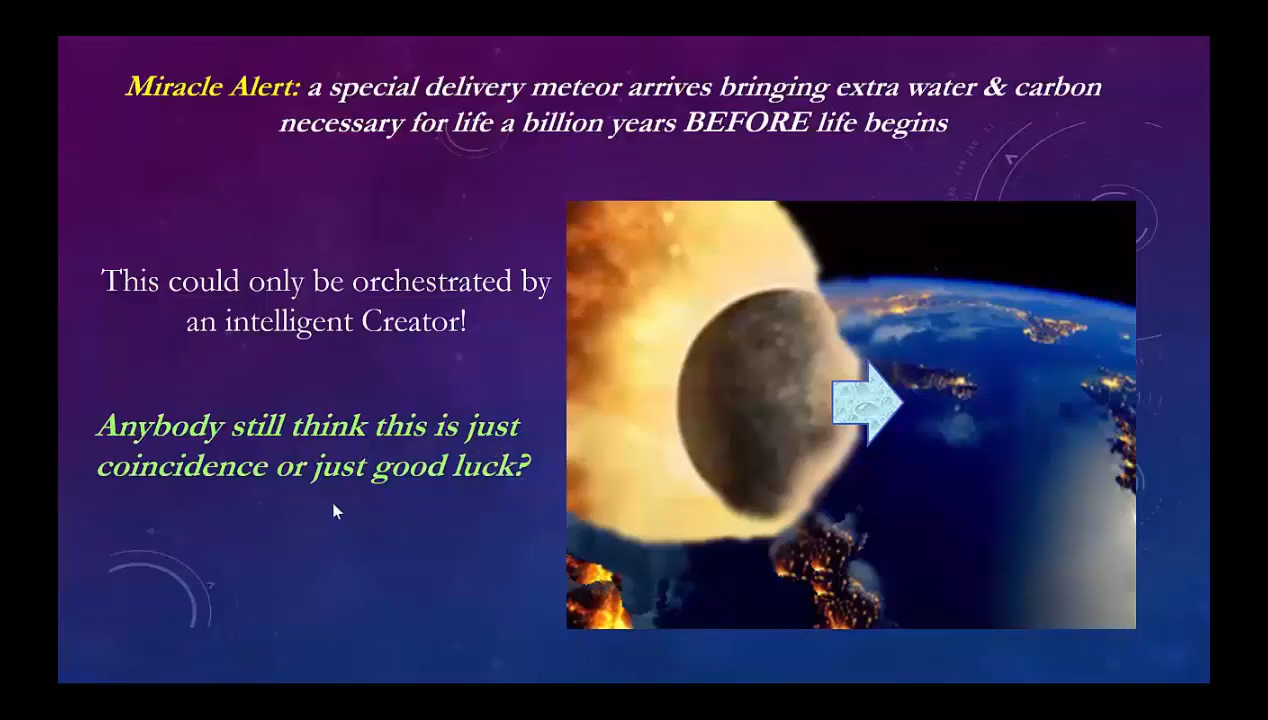 Miracle Alert: a special delivery meteor arrives bringing extra water & carbon
necessary for life a billion years BEFORE life begins
This could only be orchestrated by
an intelligent Creator!
Anybody still think this is just
coincidence or just good luck?